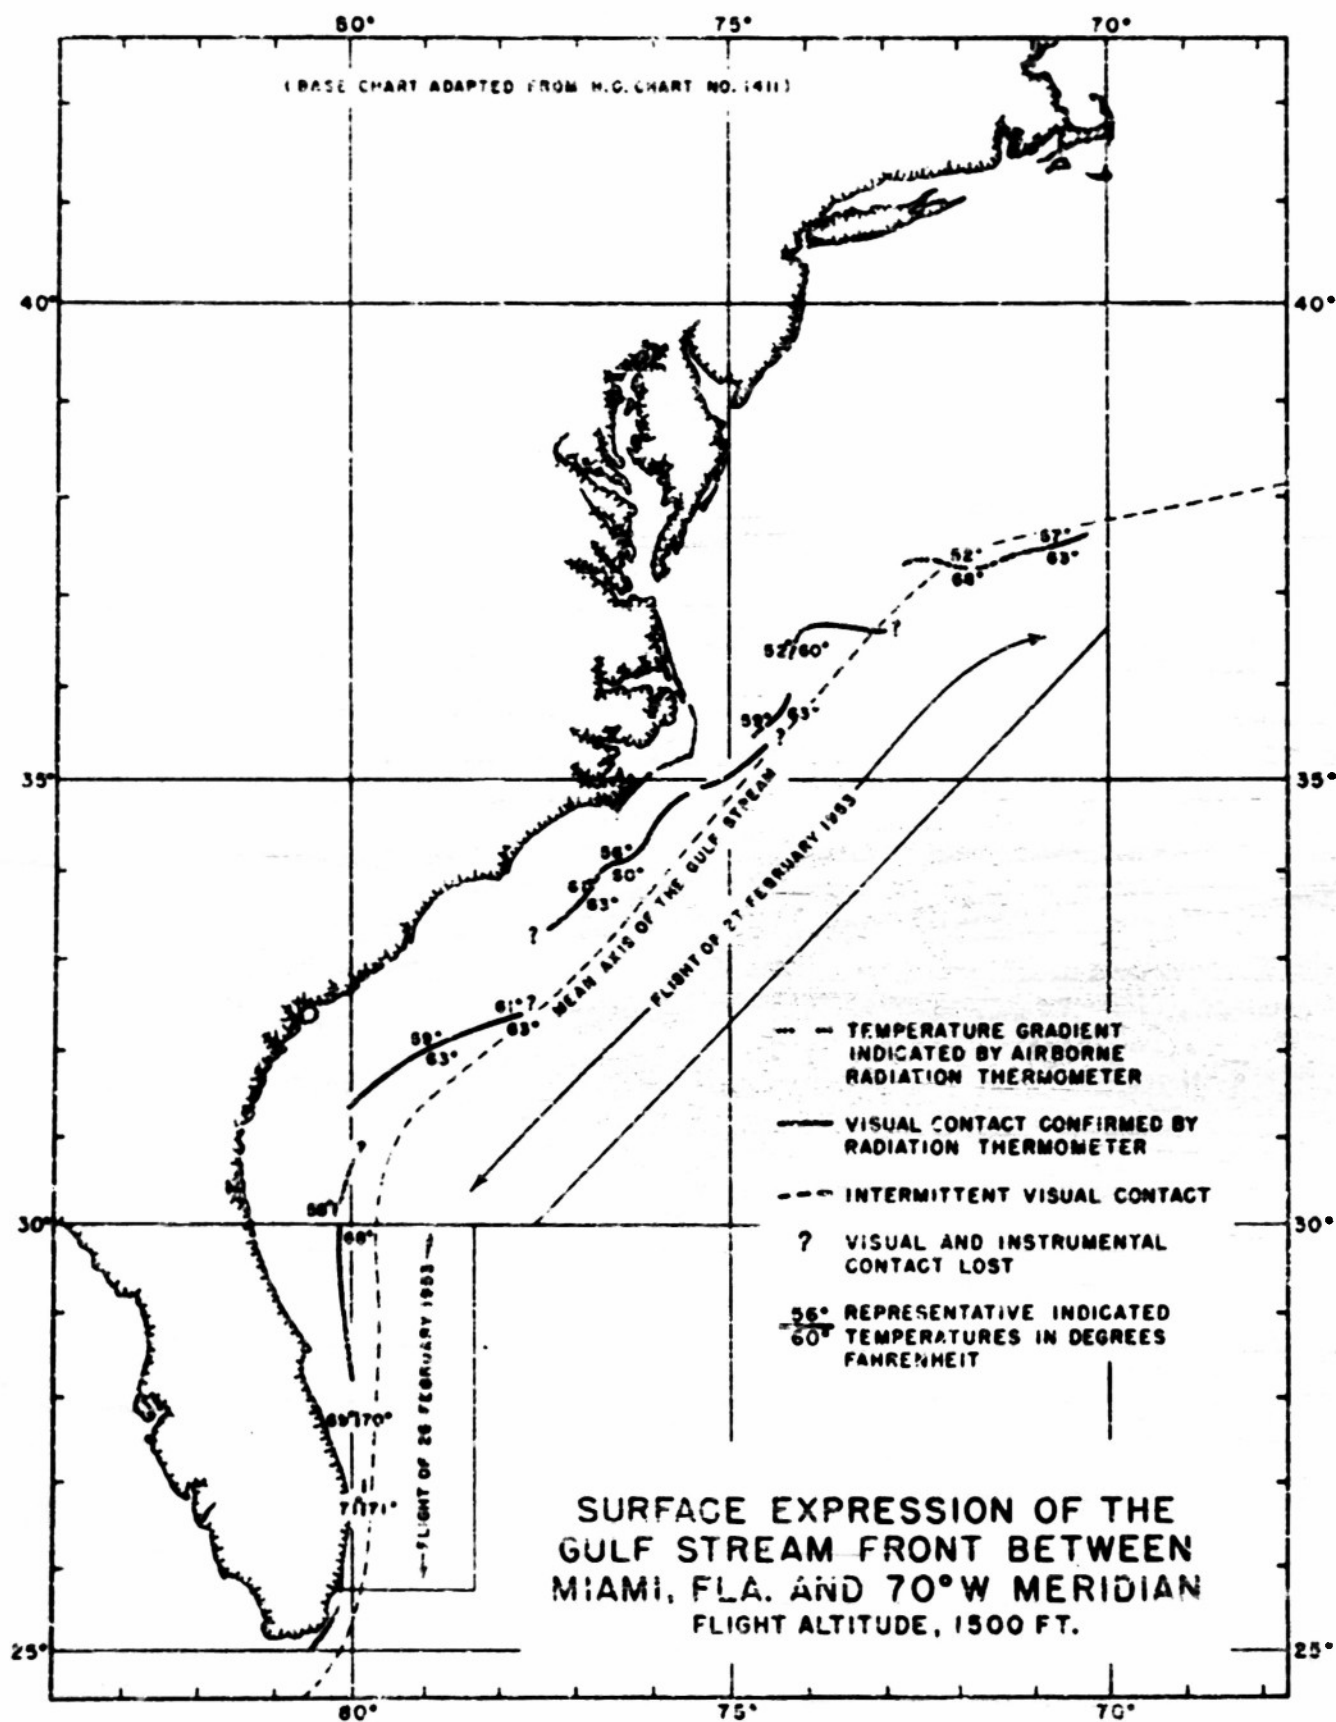 80° 75° 70°
(BASE CHART ADAPTED FROM H.O. CHART NO. 1411)
40° 40°
57°
52°
63°
68°
?
52°/60°
59° 63°
?
35° 35°
MEAN AXIS OF THE GULF STREAM
FLIGHT OF 27 FEBRUARY 1953
56°
60°
63°
?
61° ?
63°
59°
63°
?
TEMPERATURE GRADIENT
INDICATED BY AIRBORNE
RADIATION THERMOMETER
VISUAL CONTACT CONFIRMED BY
RADIATION THERMOMETER
INTERMITTENT VISUAL CONTACT
? VISUAL AND INSTRUMENTAL
CONTACT LOST
56° REPRESENTATIVE INDICATED
60° TEMPERATURES IN DEGREES
FAHRENHEIT
30° 30°
68°
FLIGHT OF 26 FEBRUARY 1953
69° 70°
71° 71°
SURFACE EXPRESSION OF THE
GULF STREAM FRONT BETWEEN
MIAMI, FLA. AND 70° W MERIDIAN
FLIGHT ALTITUDE, 1500 FT.
25° 25°
80° 75° 70°